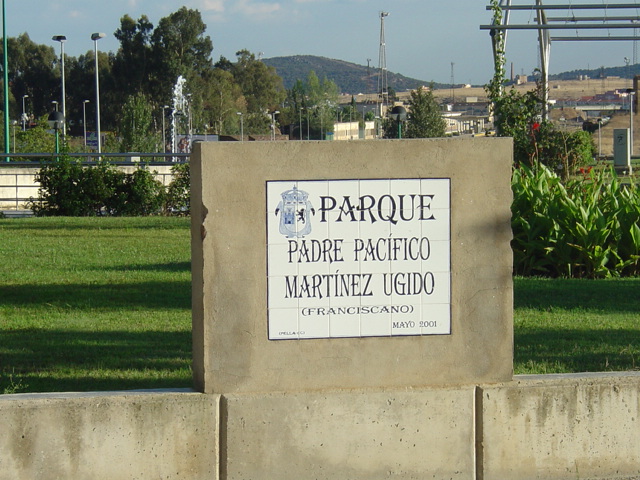 PARQUE
PADRE PACÍFICO
MARTÍNEZ UGIDO
(FRANCISCANO)
MAYO 2001